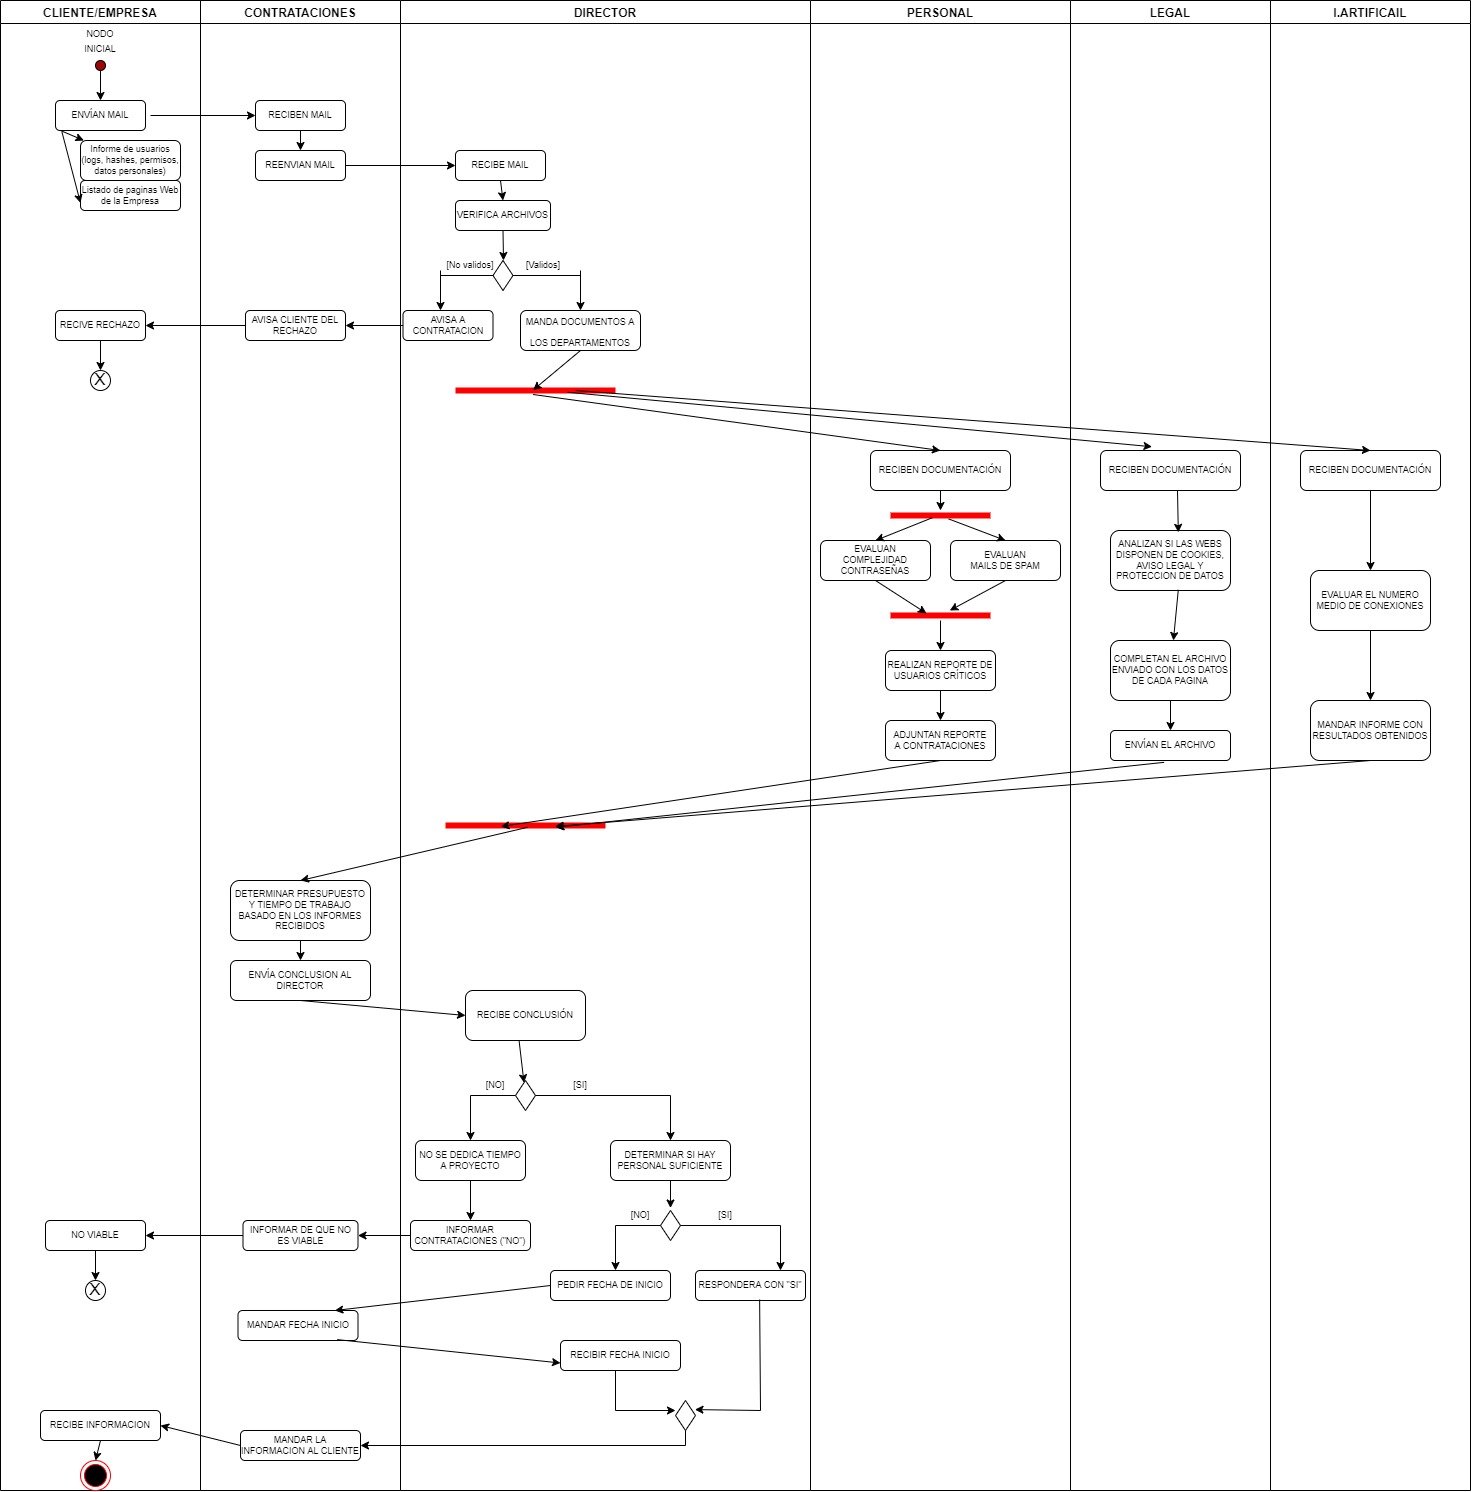 CLIENTE/EMPRESA
CONTRATACIONES
DIRECTOR
PERSONAL
LEGAL
I.ARTIFICAIL
NODO
INICIAL
ENVÍAN MAIL
RECIBEN MAIL
Informe de usuarios
(logs, hashes, permisos,
datos personales)
REENVIAN MAIL
RECIBE MAIL
Listado de paginas Web
de la Empresa
VERIFICA ARCHIVOS
[No validos]
[Validos]
RECIVE RECHAZO
AVISA CLIENTE DEL
RECHAZO
AVISA A
CONTRATACION
MANDA DOCUMENTOS A
LOS DEPARTAMENTOS
X
RECIBEN DOCUMENTACIÓN
RECIBEN DOCUMENTACIÓN
RECIBEN DOCUMENTACIÓN
EVALUAN
COMPLEJIDAD
CONTRASEÑAS
EVALUAN
MAILS DE SPAM
ANALIZAN SI LAS WEBS
DISPONEN DE COOKIES,
AVISO LEGAL Y
PROTECCION DE DATOS
EVALUAR EL NUMERO
MEDIO DE CONEXIONES
REALIZAN REPORTE DE
USUARIOS CRÍTICOS
COMPLETAN EL ARCHIVO
ENVIADO CON LOS DATOS
DE CADA PAGINA
ADJUNTAN REPORTE
A CONTRATACIONES
ENVÍAN EL ARCHIVO
MANDAR INFORME CON
RESULTADOS OBTENIDOS
DETERMINAR PRESUPUESTO
Y TIEMPO DE TRABAJO
BASADO EN LOS INFORMES
RECIBIDOS
ENVÍA CONCLUSION AL
DIRECTOR
RECIBE CONCLUSIÓN
[NO]
[SI]
NO SE DEDICA TIEMPO
A PROYECTO
DETERMINAR SI HAY
PERSONAL SUFICIENTE
[NO]
[SI]
NO VIABLE
INFORMAR DE QUE NO
ES VIABLE
INFORMAR
CONTRATACIONES ("NO")
X
PEDIR FECHA DE INICIO
RESPONDERA CON "SI"
MANDAR FECHA INICIO
RECIBIR FECHA INICIO
RECIBE INFORMACION
MANDAR LA
INFORMACION AL CLIENTE